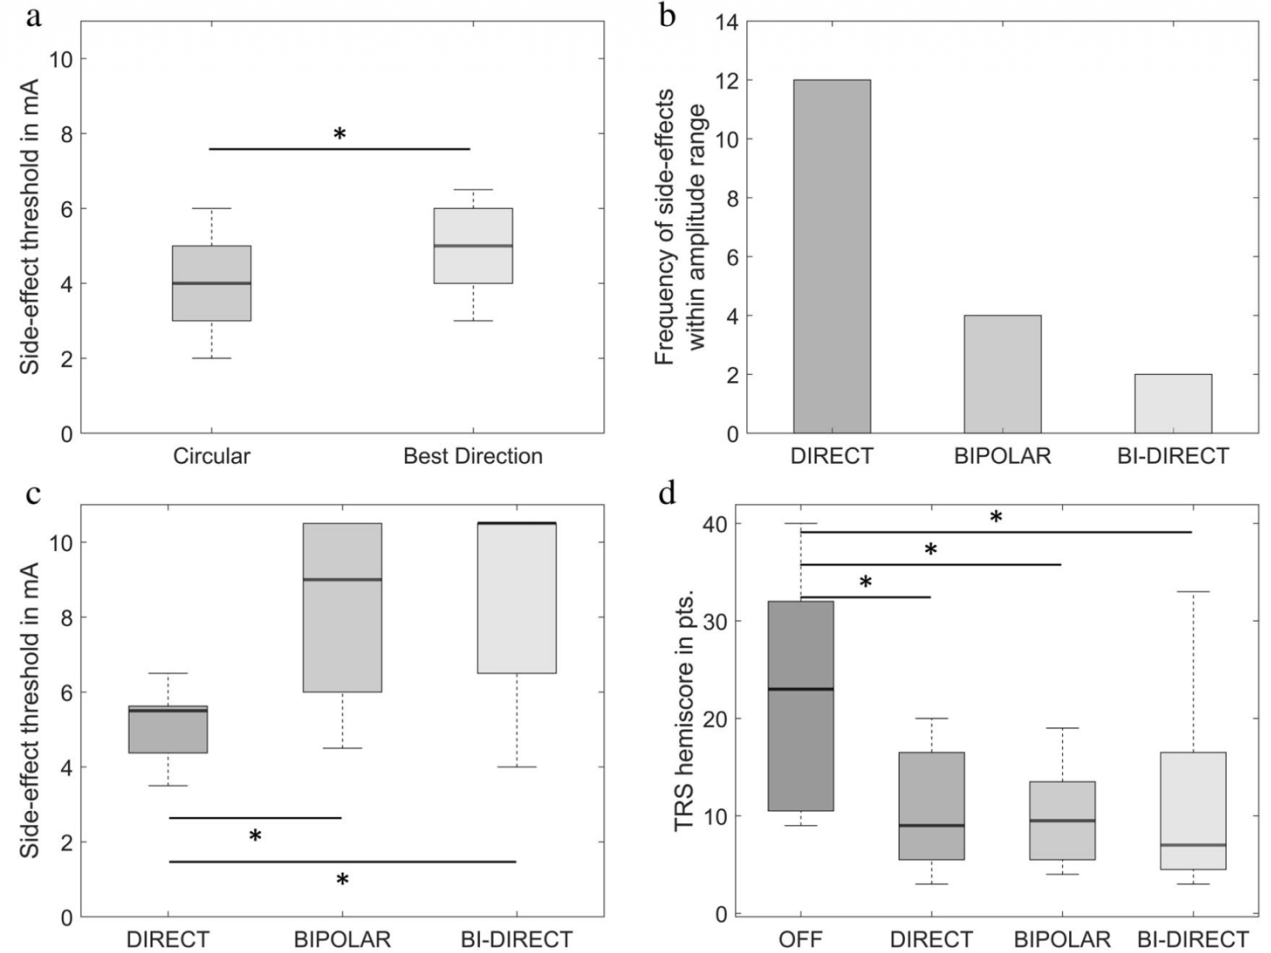 a
Side-effect threshold in mA
10
8
6
4
2
0
*
Circular
Best Direction
b
Frequency of side-effects
within amplitude range
14
12
10
8
6
4
2
0
DIRECT
BIPOLAR
BI-DIRECT
c
Side-effect threshold in mA
10
8
6
4
2
0
*
*
DIRECT
BIPOLAR
BI-DIRECT
d
TRS hemiscore in pts.
40
30
20
10
0
*
*
*
OFF
DIRECT
BIPOLAR
BI-DIRECT